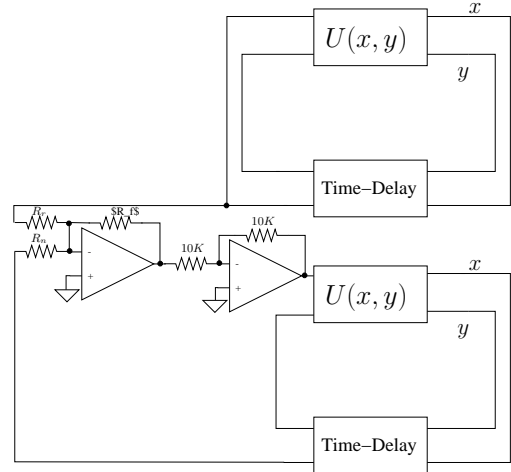 x
U(x, y)
y
Time–Delay
R_r
$R_f$
R_n
10K
10K
-
+
-
+
x
U(x, y)
y
Time–Delay